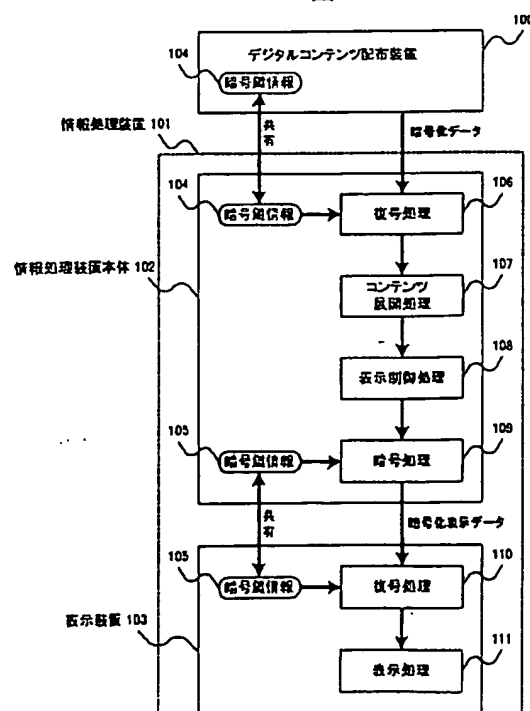 100
デジタルコンテンツ配布装置
104
暗号鍵情報
共有
暗号化データ
情報処理装置 101
104
暗号鍵情報
復号処理
106
情報処理装置本体 102
コンテンツ
展開処理
107
表示制御処理
108
105
暗号鍵情報
暗号処理
109
共有
暗号化表示データ
105
暗号鍵情報
復号処理
110
表示装置 103
表示処理
111